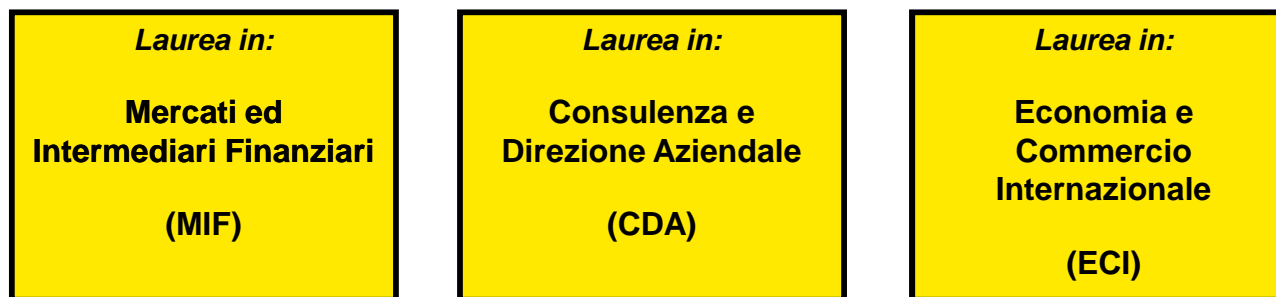 Laurea in:
Mercati ed
Intermediari Finanziari
(MIF)
Laurea in:
Consulenza e
Direzione Aziendale
(CDA)
Laurea in:
Economia e
Commercio
Internazionale
(ECI)